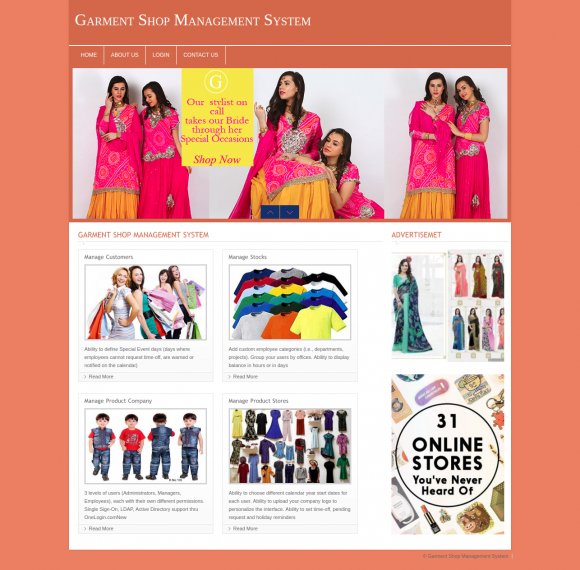 Garment Shop Management System
HOME ABOUT US LOGIN CONTACT US
G
Our stylist on
call
takes our Bride
through her
Special Occasions
Shop Now
GARMENT SHOP MANAGEMENT SYSTEM
Manage Customers
Ability to define Special Event days (days where
employees cannot request time off, are warned or
notified on the calendar)
Read More
Manage Stocks
Add custom employee categories (i.e., departments,
projects). Group your users by offices. Ability to display
balance in hours or in days
Read More
Manage Product Company
3 levels of users (Administrators, Managers,
Employees), each with their own different permissions.
Single Sign-On, LDAP, Active Directory support thru
OneLogin.comNew
Read More
Manage Product Stores
Ability to choose different calendar year start dates for
each user. Ability to upload your company logo to
personalize the interface. Ability to set time-off, pending
request and holiday reminders
Read More
ADVERTISEMET
31
ONLINE
STORES
You've Never
Heard Of
© Garment Shop Management System